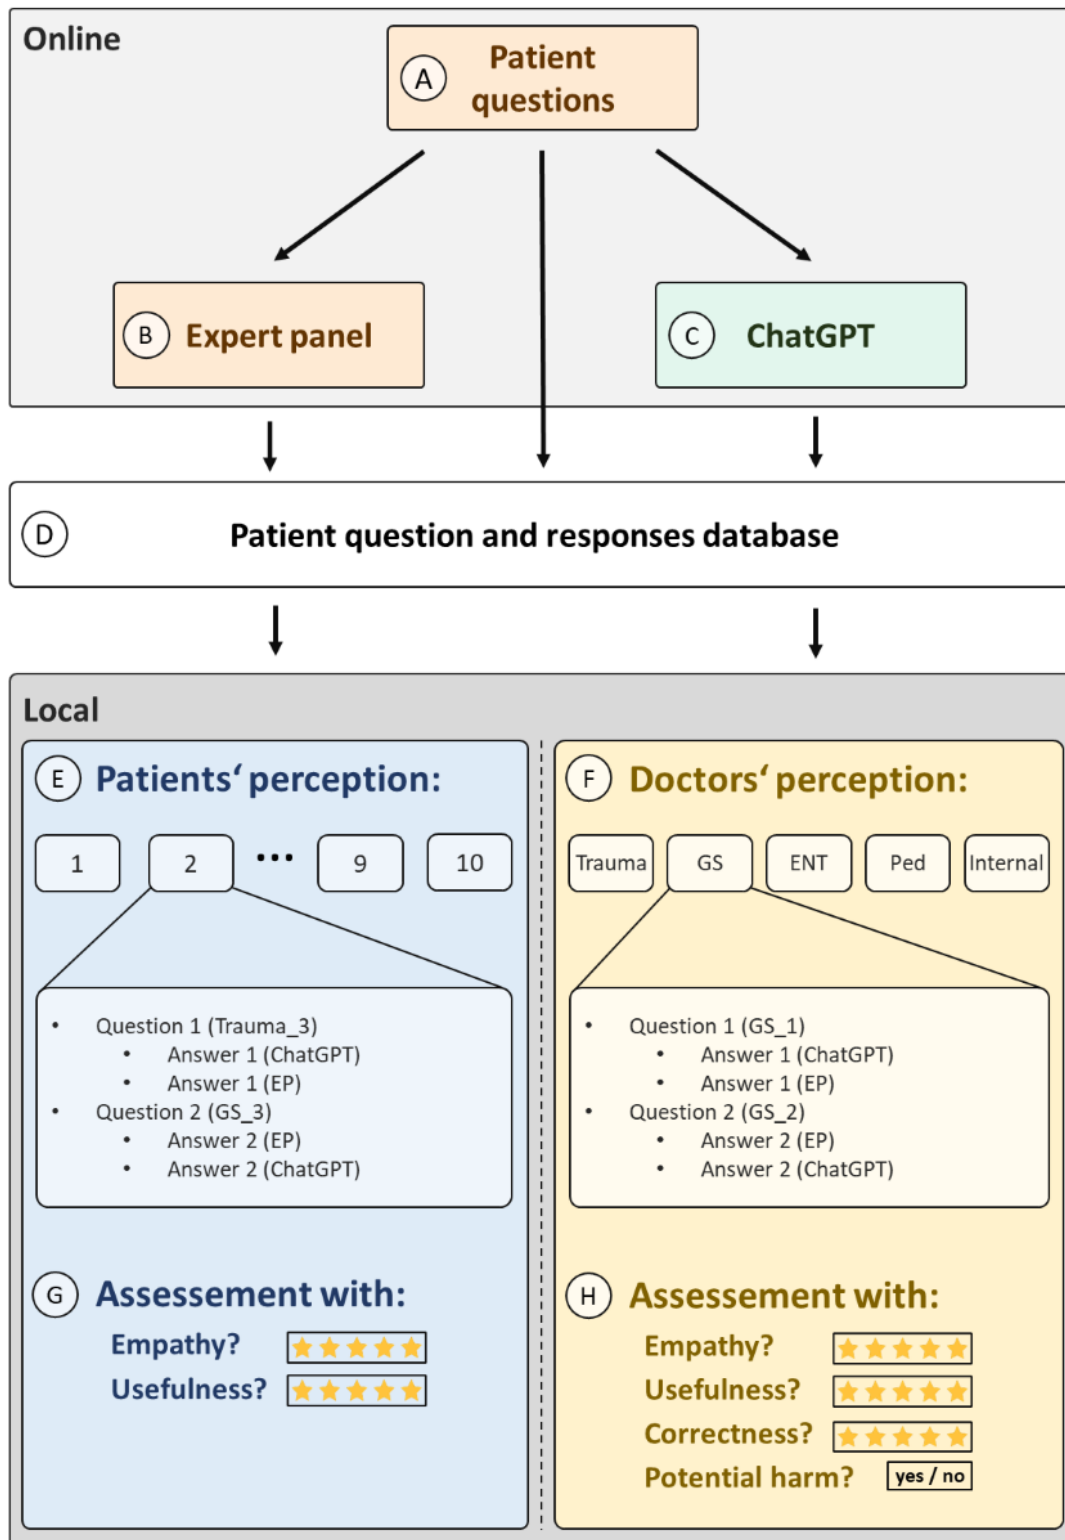 Online
A
Patient
questions
B
Expert panel
C
ChatGPT
D
Patient question and responses database
Local
E
Patients‘ perception:
1
2
...
9
10
• Question 1 (Trauma_3)
• Answer 1 (ChatGPT)
• Answer 1 (EP)
• Question 2 (GS_3)
• Answer 2 (EP)
• Answer 2 (ChatGPT)
G
Assessement with:
Empathy?
Usefulness?
F
Doctors‘ perception:
Trauma
GS
ENT
Ped
Internal
• Question 1 (GS_1)
• Answer 1 (ChatGPT)
• Answer 1 (EP)
• Question 2 (GS_2)
• Answer 2 (EP)
• Answer 2 (ChatGPT)
H
Assessement with:
Empathy?
Usefulness?
Correctness?
Potential harm? yes / no